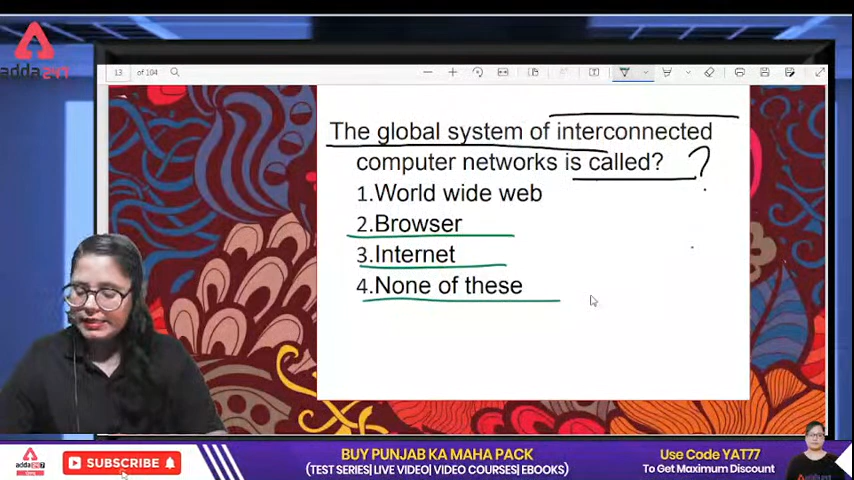 adda247
13 of 104
The global system of interconnected
computer networks is called?
?
1.World wide web
2.Browser
3.Internet
4.None of these
adda247
SUBSCRIBE
BUY PUNJAB KA MAHA PACK
(TEST SERIES| LIVE VIDEO| VIDEO COURSES| EBOOKS)
Use Code YAT77
To Get Maximum Discount